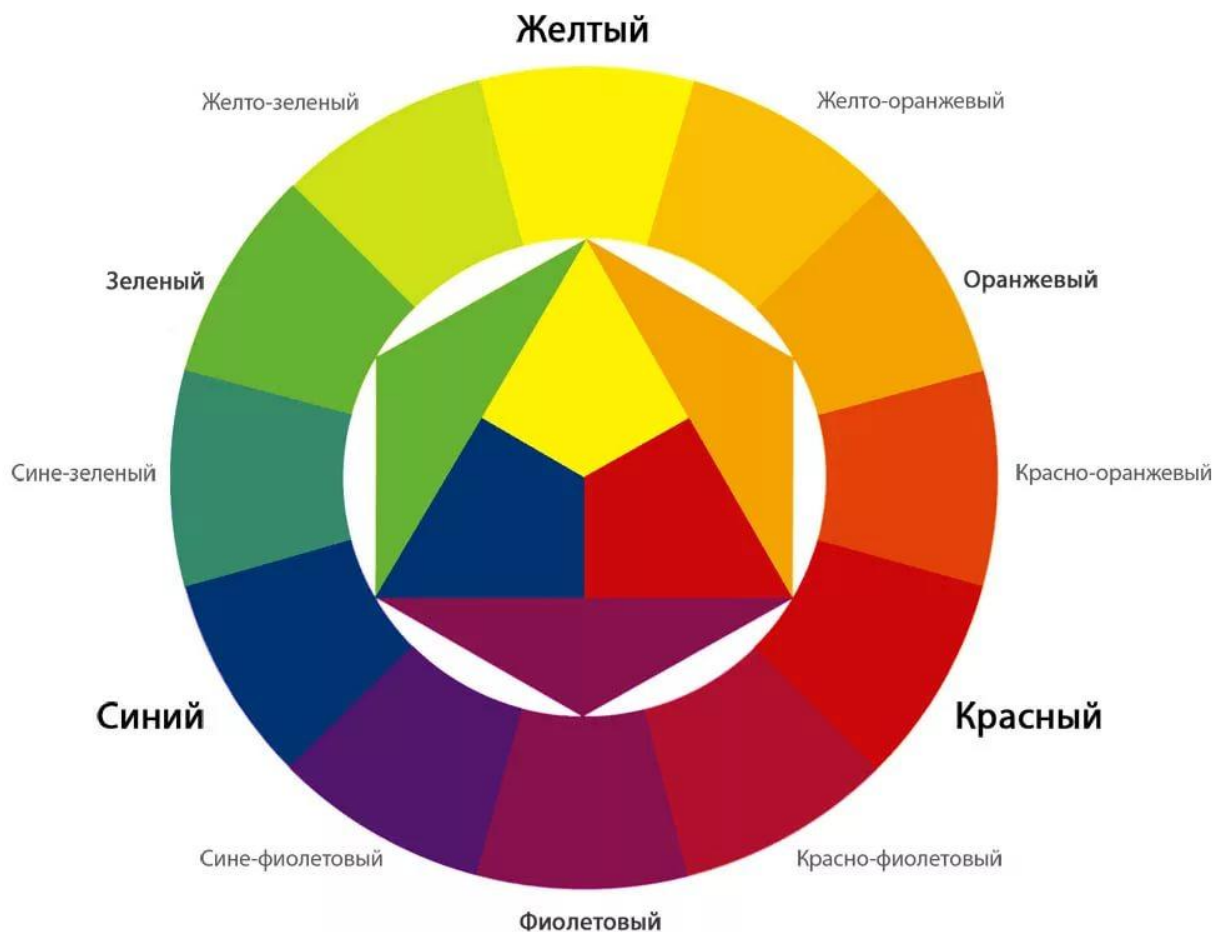 Желтый
Желто-зеленый
Желто-оранжевый
Зеленый
Оранжевый
Сине-зеленый
Красно-оранжевый
Синий
Красный
Сине-фиолетовый
Красно-фиолетовый
Фиолетовый